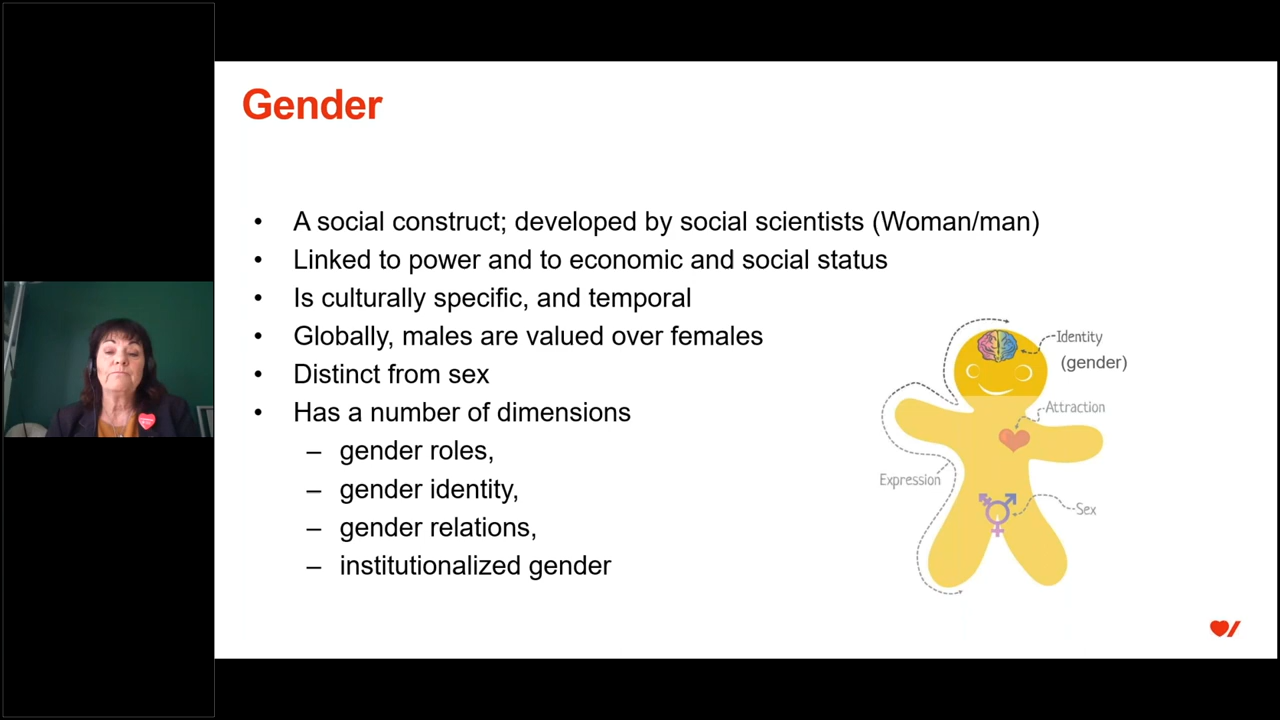 Gender
• A social construct; developed by social scientists (Woman/man)
• Linked to power and to economic and social status
• Is culturally specific, and temporal
• Globally, males are valued over females
• Distinct from sex
• Has a number of dimensions
– gender roles,
– gender identity,
– gender relations,
– institutionalized gender
Identity
(gender)
Attraction
Expression
Sex